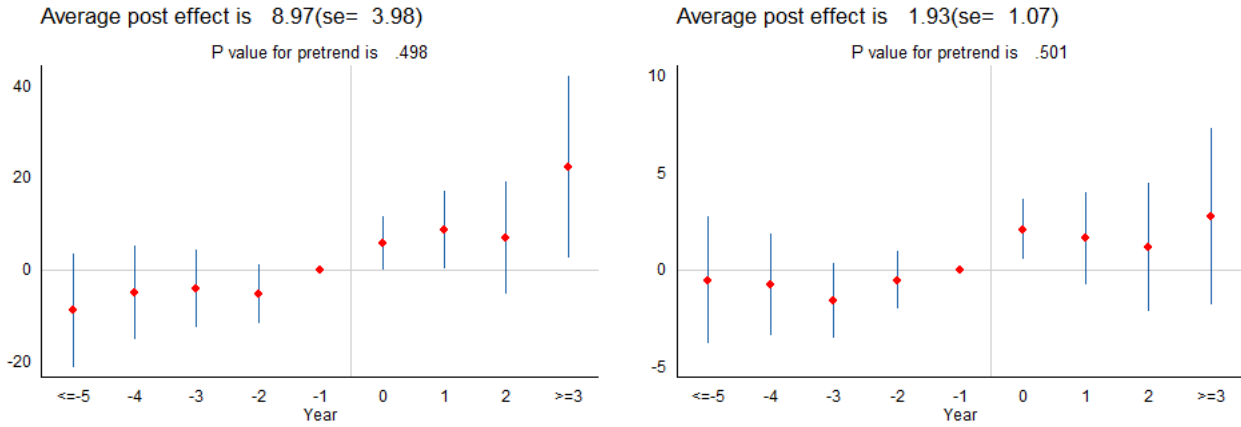 Average post effect is 8.97(se= 3.98)
P value for pretrend is .498
40
20
0
-20
<=-5 -4 -3 -2 -1 0 1 2 >=3
Year
Average post effect is 1.93(se= 1.07)
P value for pretrend is .501
10
5
0
-5
<=-5 -4 -3 -2 -1 0 1 2 >=3
Year